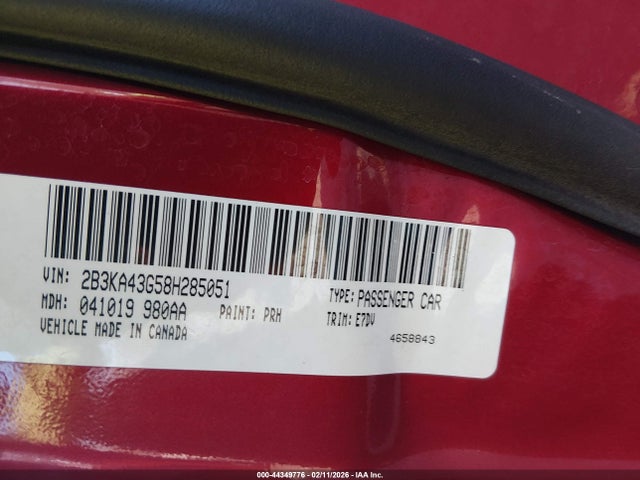 VIN: 2B3KA43G58H285051
TYPE: PASSENGER CAR
MDH: 041019 980AA
PAINT: PRH
TRIM: E7DV
VEHICLE MADE IN CANADA
4658843
000-44349776 - 02/11/2026 - IAA Inc.